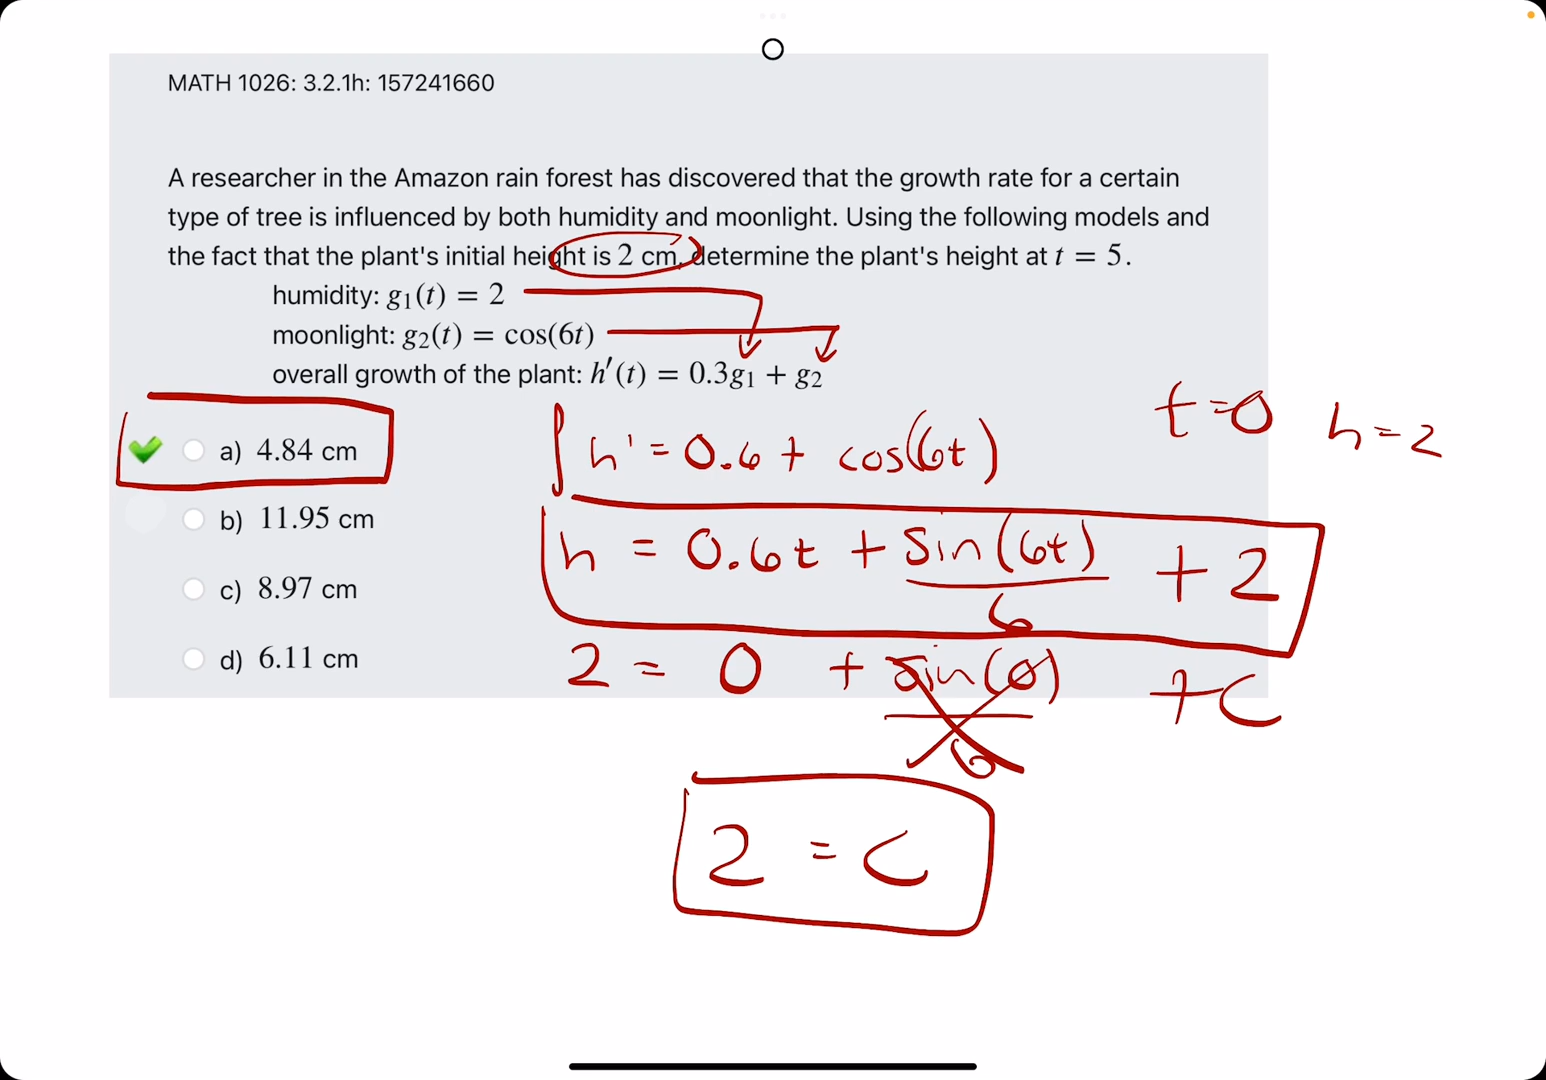 MATH 1026: 3.2.1h: 157241660
A researcher in the Amazon rain forest has discovered that the growth rate for a certain
type of tree is influenced by both humidity and moonlight. Using the following models and
the fact that the plant's initial height is 2 cm, determine the plant's height at t = 5.
humidity: g₁(t) = 2
moonlight: g₂(t) = cos(6t)
overall growth of the plant: h′(t) = 0.3g₁ + g₂
t=0 h=2
a) 4.84 cm
∫ h' = 0.6 + cos(6t)
b) 11.95 cm
h = 0.6t + sin(6t)/6 + 2
c) 8.97 cm
d) 6.11 cm
2 = 0 + sin(0)/6 + C
2 = C